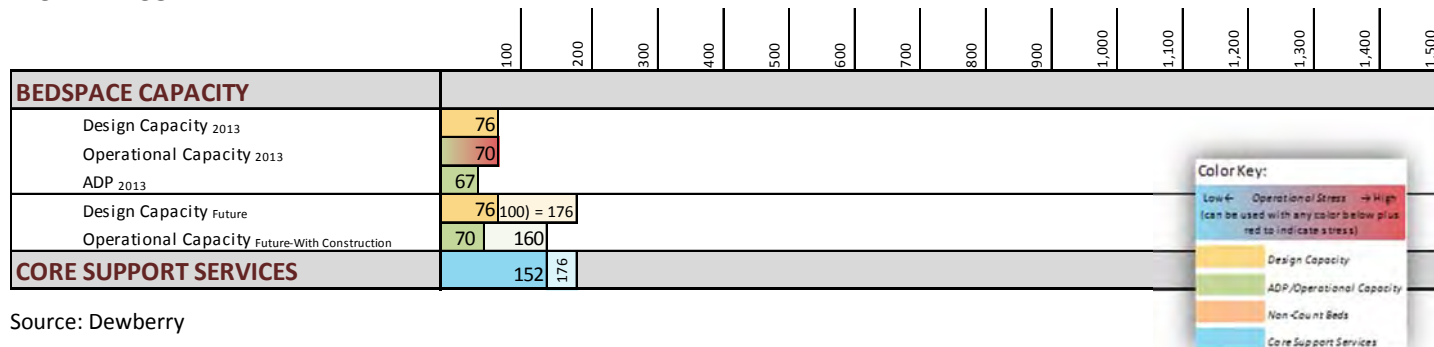 100 200 300 400 500 600 700 800 900 1,000 1,100 1,200 1,300 1,400 1,500
BEDSPACE CAPACITY
Design Capacity 2013 76
Operational Capacity 2013 70
ADP 2013 67
Design Capacity Future 76 100) = 176
Operational Capacity Future-With Construction 70 160
CORE SUPPORT SERVICES 152 176
Source: Dewberry
Color Key:
Low← Operational Stress →High
(can be used with any color below plus
red to indicate stress)
Design Capacity
ADP/Operational Capacity
Non-Count Beds
Core Support Services